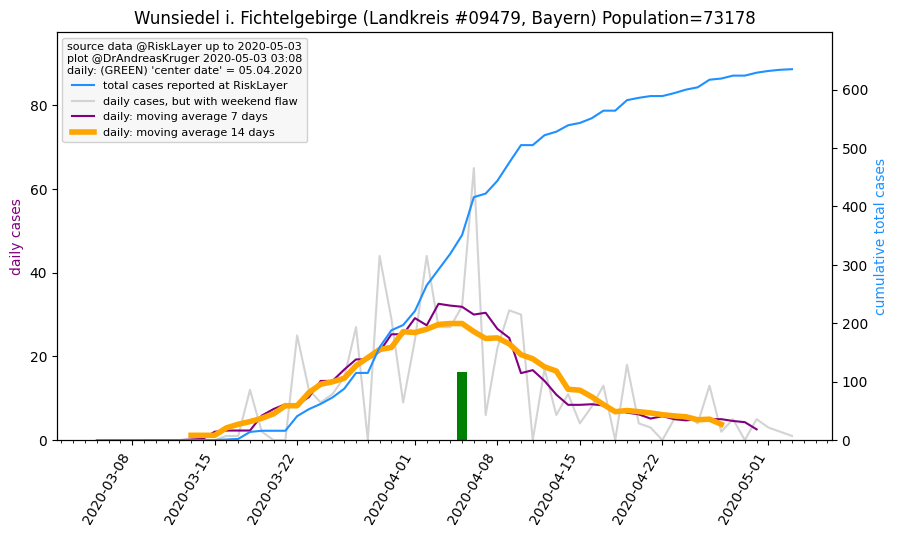 Wunsiedel i. Fichtelgebirge (Landkreis #09479, Bayern) Population=73178
source data @RiskLayer up to 2020-05-03
plot @DrAndreasKruger 2020-05-03 03:08
daily: (GREEN) 'center date' = 05.04.2020
total cases reported at RiskLayer
daily cases, but with weekend flaw
daily: moving average 7 days
daily: moving average 14 days
daily cases
80
60
40
20
0
cumulative total cases
600
500
400
300
200
100
0
2020-03-08
2020-03-15
2020-03-22
2020-04-01
2020-04-08
2020-04-15
2020-04-22
2020-05-01